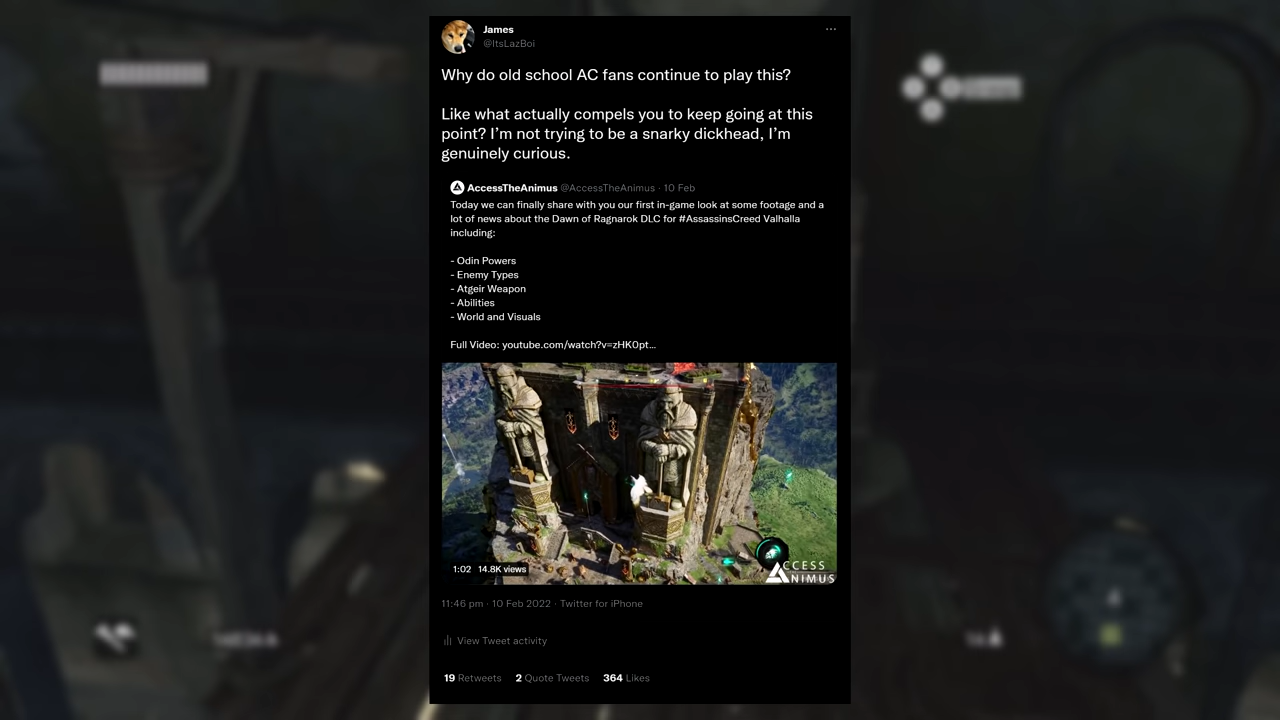 James
@ItsLazBoi
Why do old school AC fans continue to play this?
Like what actually compels you to keep going at this
point? I'm not trying to be a snarky dickhead, I'm
genuinely curious.
AccessTheAnimus @AccessTheAnimus · 10 Feb
Today we can finally share with you our first in-game look at some footage and a
lot of news about the Dawn of Ragnarok DLC for #AssassinsCreed Valhalla
including:
- Odin Powers
- Enemy Types
- Atgeir Weapon
- Abilities
- World and Visuals
Full Video: youtube.com/watch?v=zHK0pt...
1:02 14.8K views
ACCESS
ANIMUS
11:46 pm · 10 Feb 2022 · Twitter for iPhone
View Tweet activity
19 Retweets 2 Quote Tweets 364 Likes